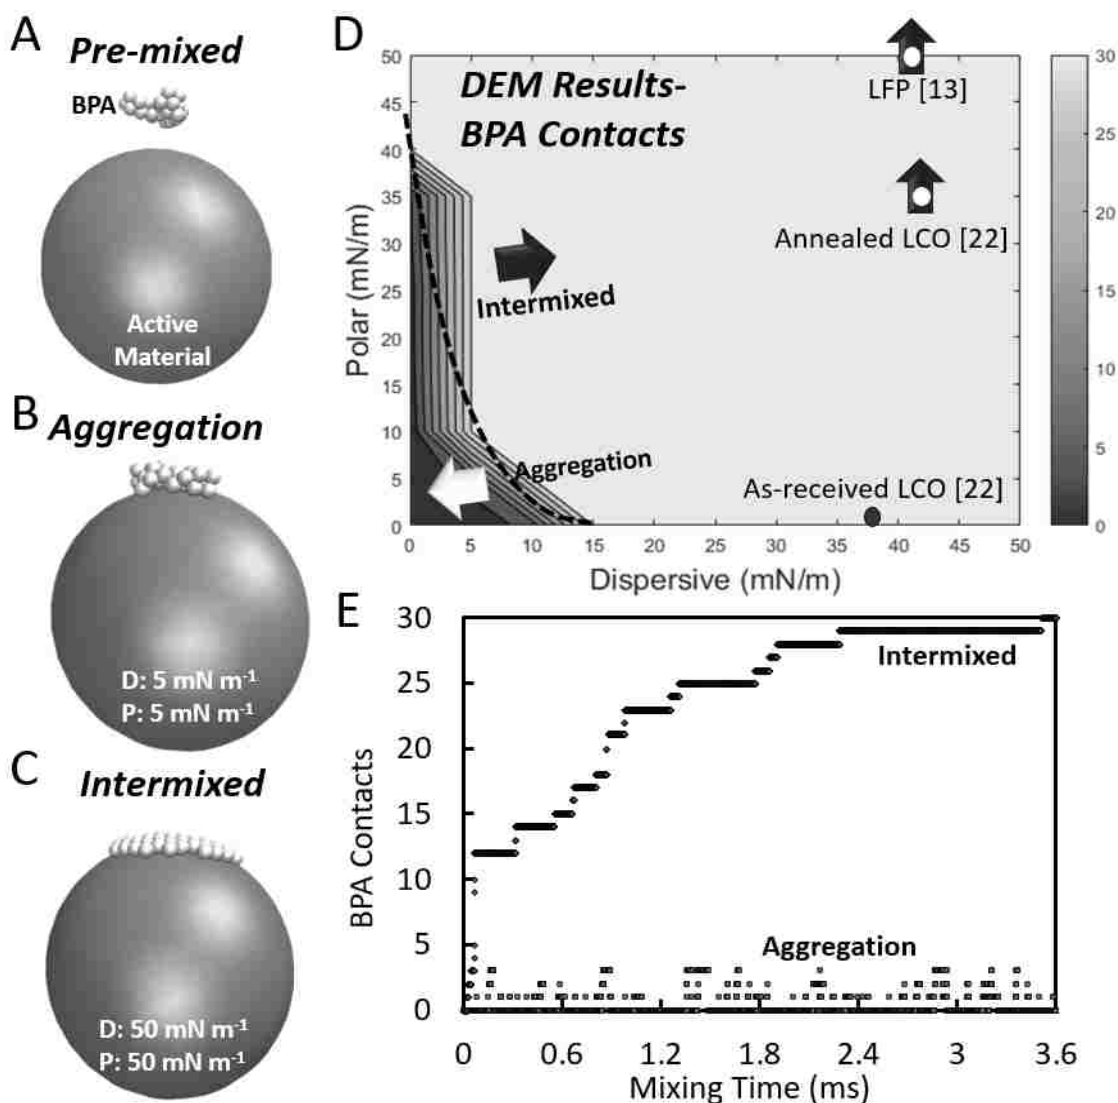 A
Pre-mixed
BPA
Active
Material
B
Aggregation
D: 5 mN m-1
P: 5 mN m-1
C
Intermixed
D: 50 mN m-1
P: 50 mN m-1
D
DEM Results-
BPA Contacts
LFP [13]
Annealed LCO [22]
Intermixed
Aggregation
As-received LCO [22]
Polar (mN/m)
50
45
40
35
30
25
20
15
10
5
0
0 5 10 15 20 25 30 35 40 45 50
Dispersive (mN/m)
30
25
20
15
10
5
0
E
BPA Contacts
30
25
20
15
10
5
0
Intermixed
Aggregation
0 0.6 1.2 1.8 2.4 3 3.6
Mixing Time (ms)